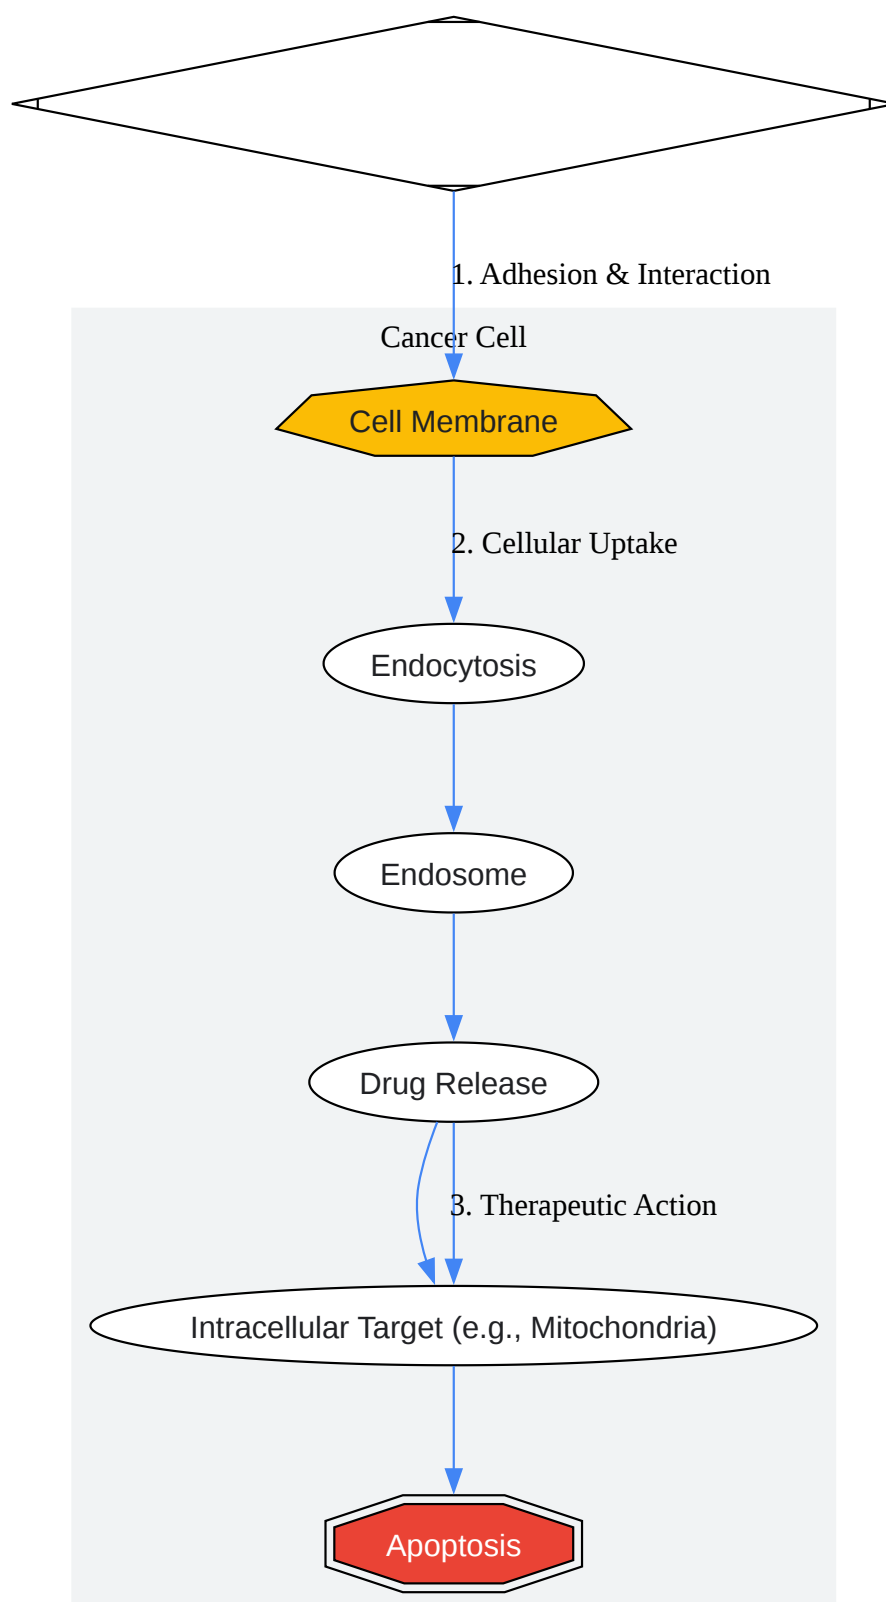 1. Adhesion & Interaction
Cancer Cell
Cell Membrane
2. Cellular Uptake
Endocytosis
Endosome
Drug Release
3. Therapeutic Action
Intracellular Target (e.g., Mitochondria)
Apoptosis